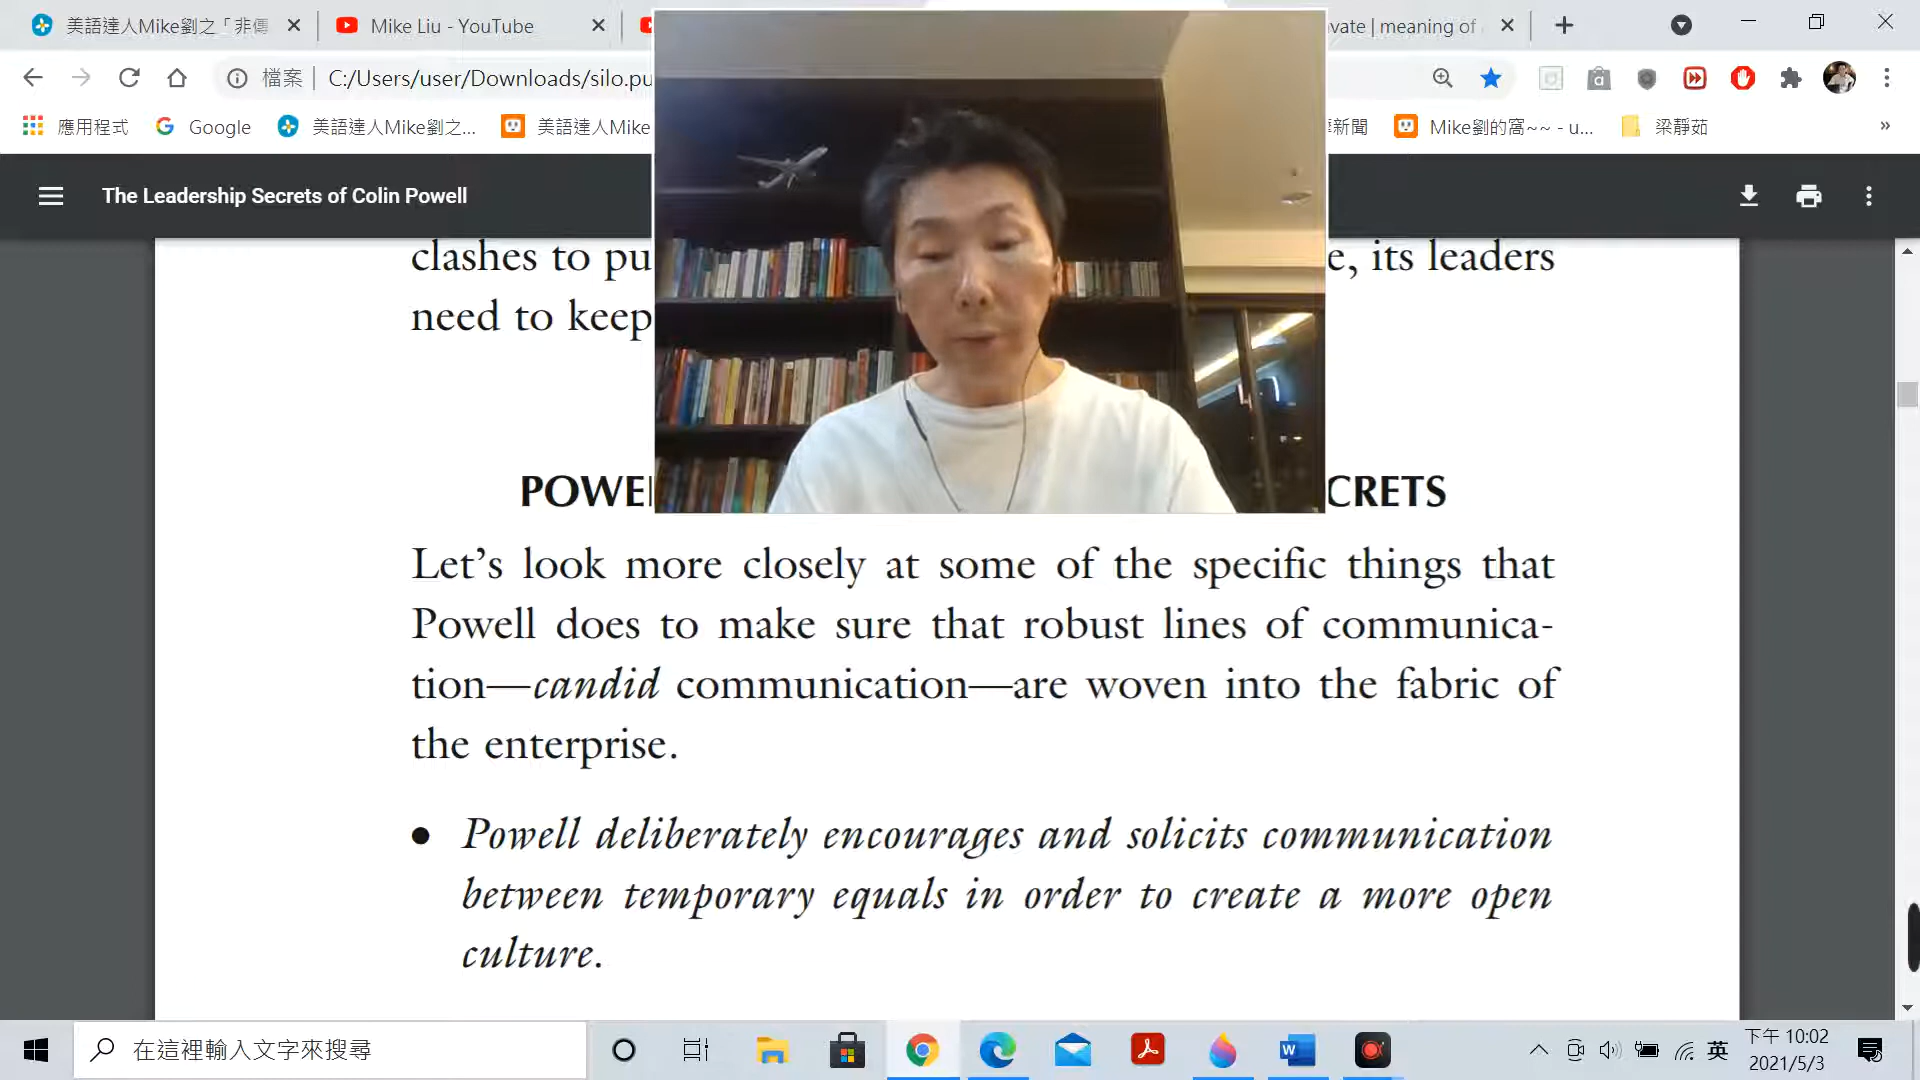 美語達人Mike劉之「非傳
Mike Liu - YouTube
vate | meaning of
檔案
C:/Users/user/Downloads/silo.pu
應用程式
Google
美語達人Mike劉之...
美語達人Mike
新聞
Mike劉的窩~~ - u...
梁靜茹
»
The Leadership Secrets of Colin Powell
clashes to pu
e, its leaders
need to keep
POWE
CRETS
Let's look more closely at some of the specific things that
Powell does to make sure that robust lines of communica-
tion—candid communication—are woven into the fabric of
the enterprise.
● Powell deliberately encourages and solicits communication
between temporary equals in order to create a more open
culture.
在這裡輸入文字來搜尋
英
下午 10:02
2021/5/3